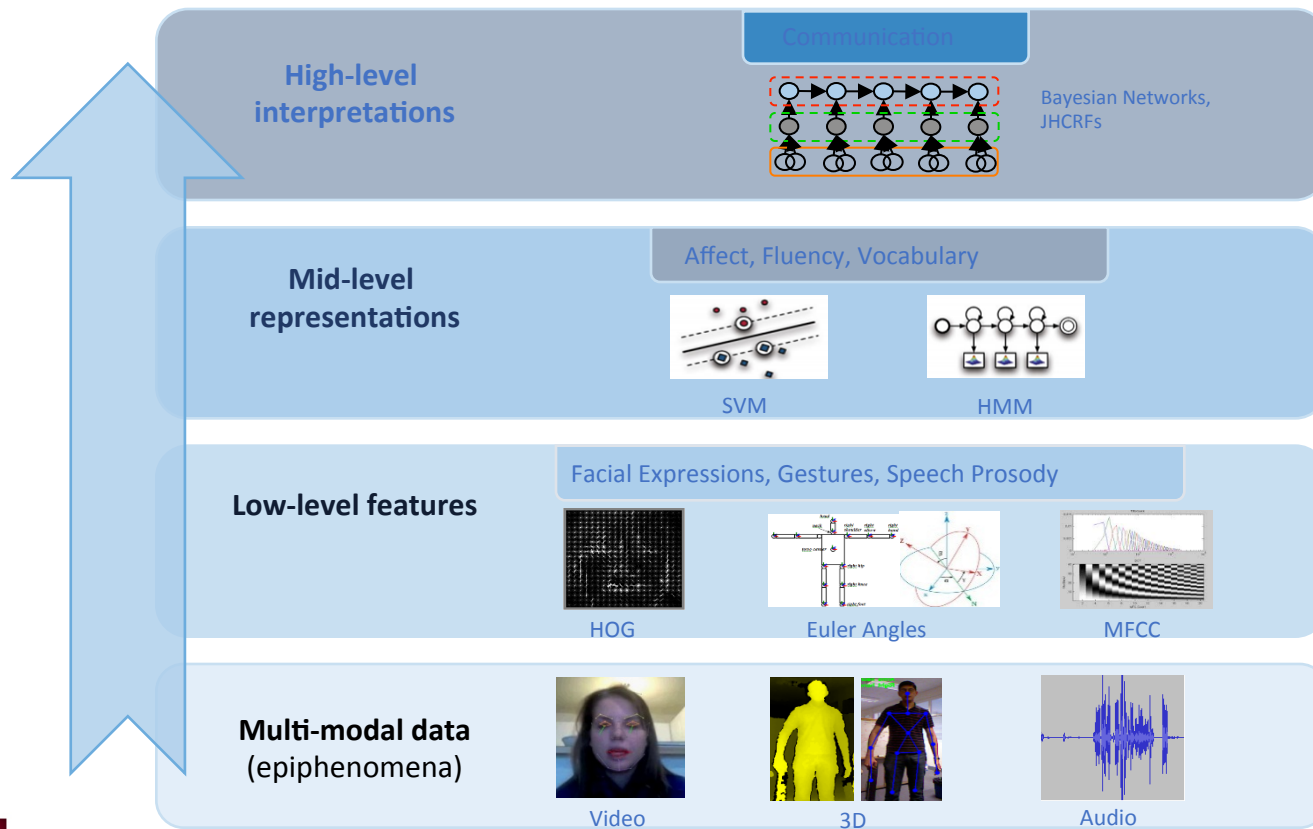 Communication
High-level
interpretations
Bayesian Networks,
JHCRFs
Affect, Fluency, Vocabulary
Mid-level
representations
SVM
HMM
Facial Expressions, Gestures, Speech Prosody
Low-level features
HOG
Euler Angles
MFCC
Multi-modal data
(epiphenomena)
Video
3D
Audio